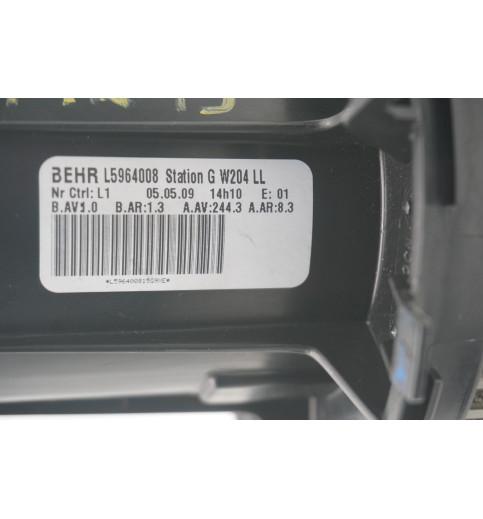 BEHR L5964008 Station G W204 LL
Nr Ctrl: L1 05.05.09 14h10 E: 01
B.AV:1.0 B.AR:1.3 A.AV:244.3 A.AR:8.3